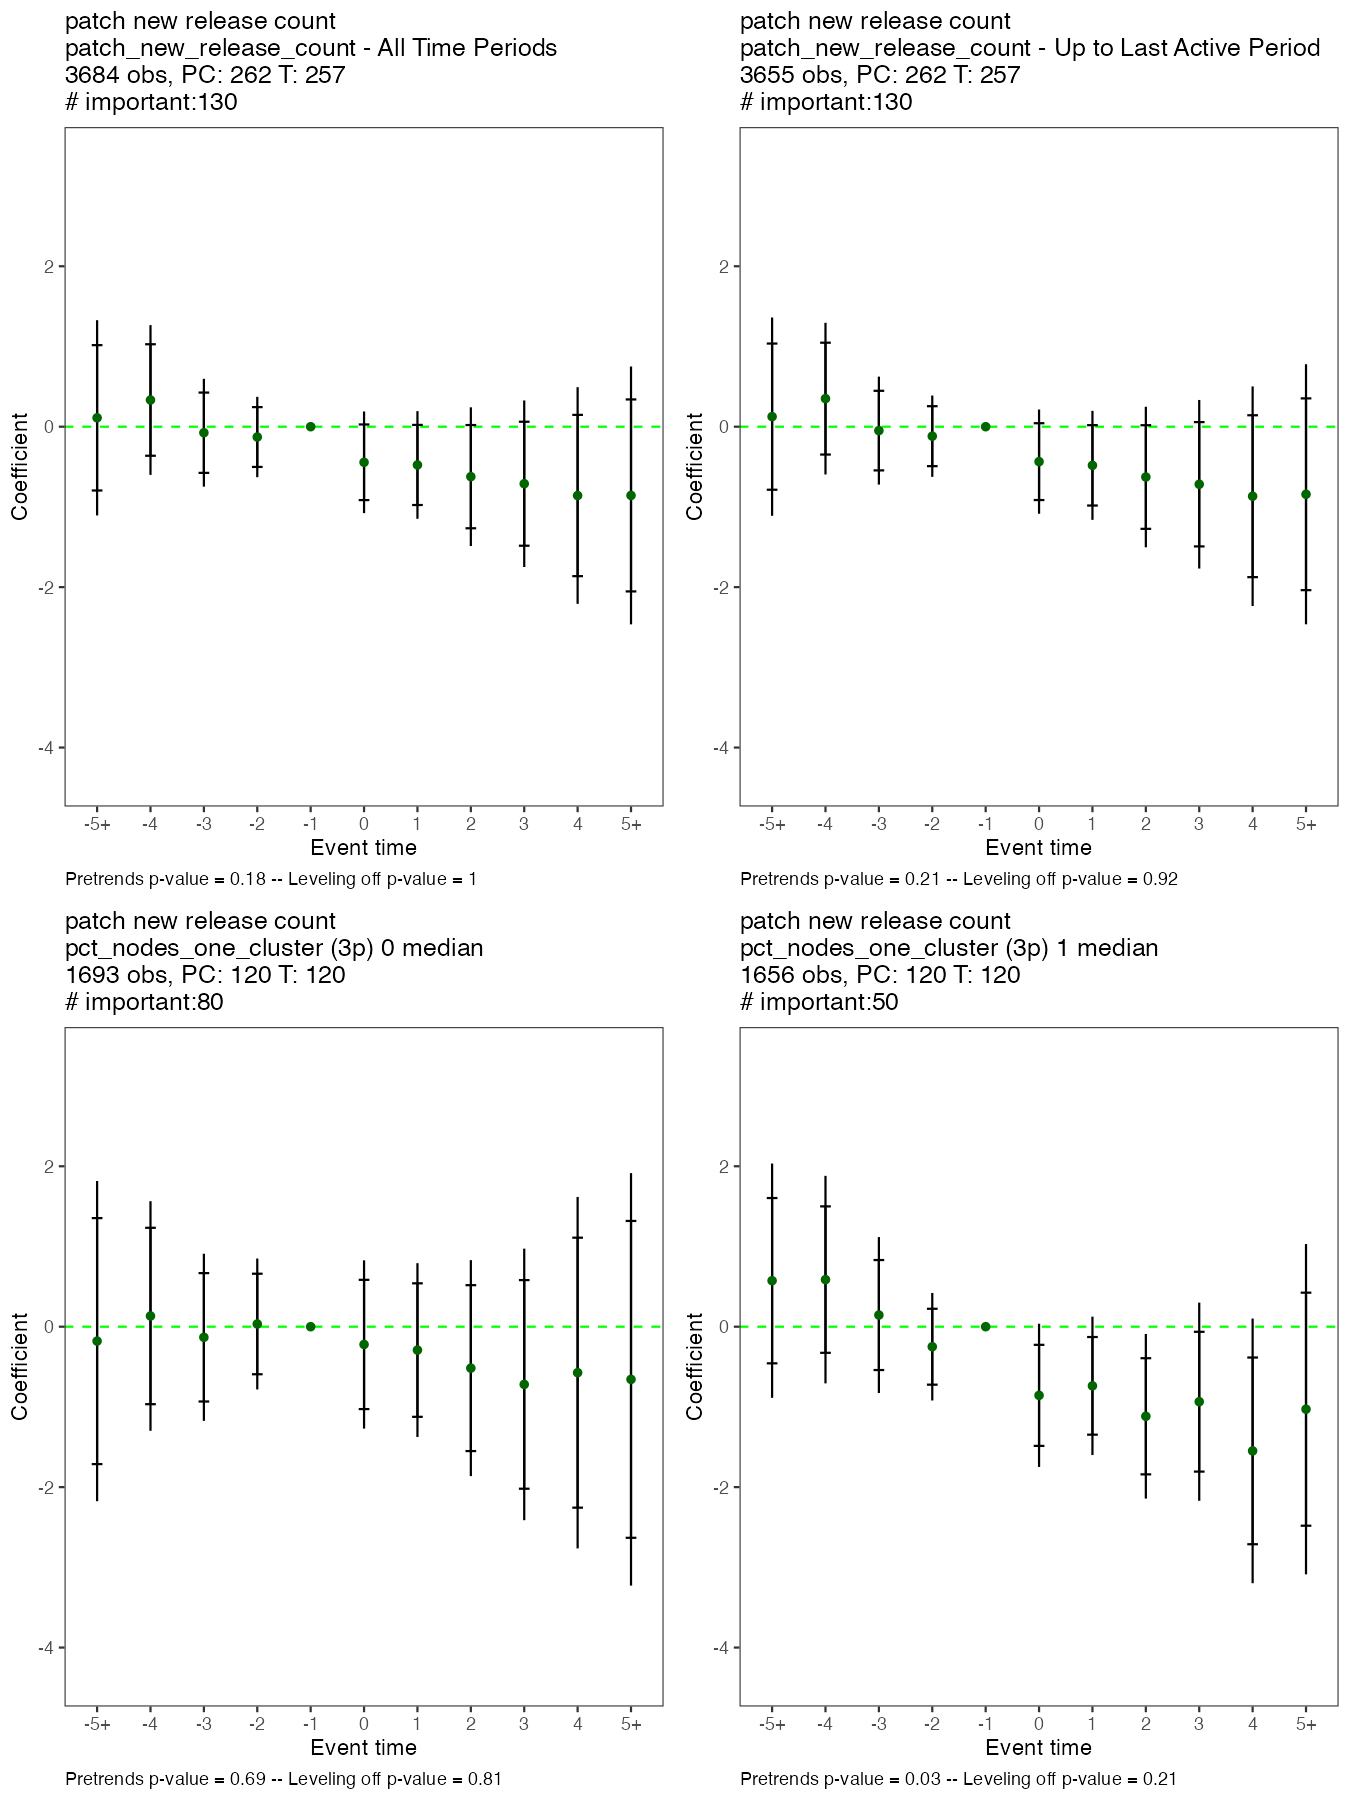 patch new release count
patch_new_release_count - All Time Periods
3684 obs, PC: 262 T: 257
# important:130
2
0
-2
-4
Coefficient
-5+ -4 -3 -2 -1 0 1 2 3 4 5+
Event time
Pretrends p-value = 0.18 -- Leveling off p-value = 1
patch new release count
patch_new_release_count - Up to Last Active Period
3655 obs, PC: 262 T: 257
# important:130
2
0
-2
-4
Coefficient
-5+ -4 -3 -2 -1 0 1 2 3 4 5+
Event time
Pretrends p-value = 0.21 -- Leveling off p-value = 0.92
patch new release count
pct_nodes_one_cluster (3p) 0 median
1693 obs, PC: 120 T: 120
# important:80
2
0
-2
-4
Coefficient
-5+ -4 -3 -2 -1 0 1 2 3 4 5+
Event time
Pretrends p-value = 0.69 -- Leveling off p-value = 0.81
patch new release count
pct_nodes_one_cluster (3p) 1 median
1656 obs, PC: 120 T: 120
# important:50
2
0
-2
-4
Coefficient
-5+ -4 -3 -2 -1 0 1 2 3 4 5+
Event time
Pretrends p-value = 0.03 -- Leveling off p-value = 0.21